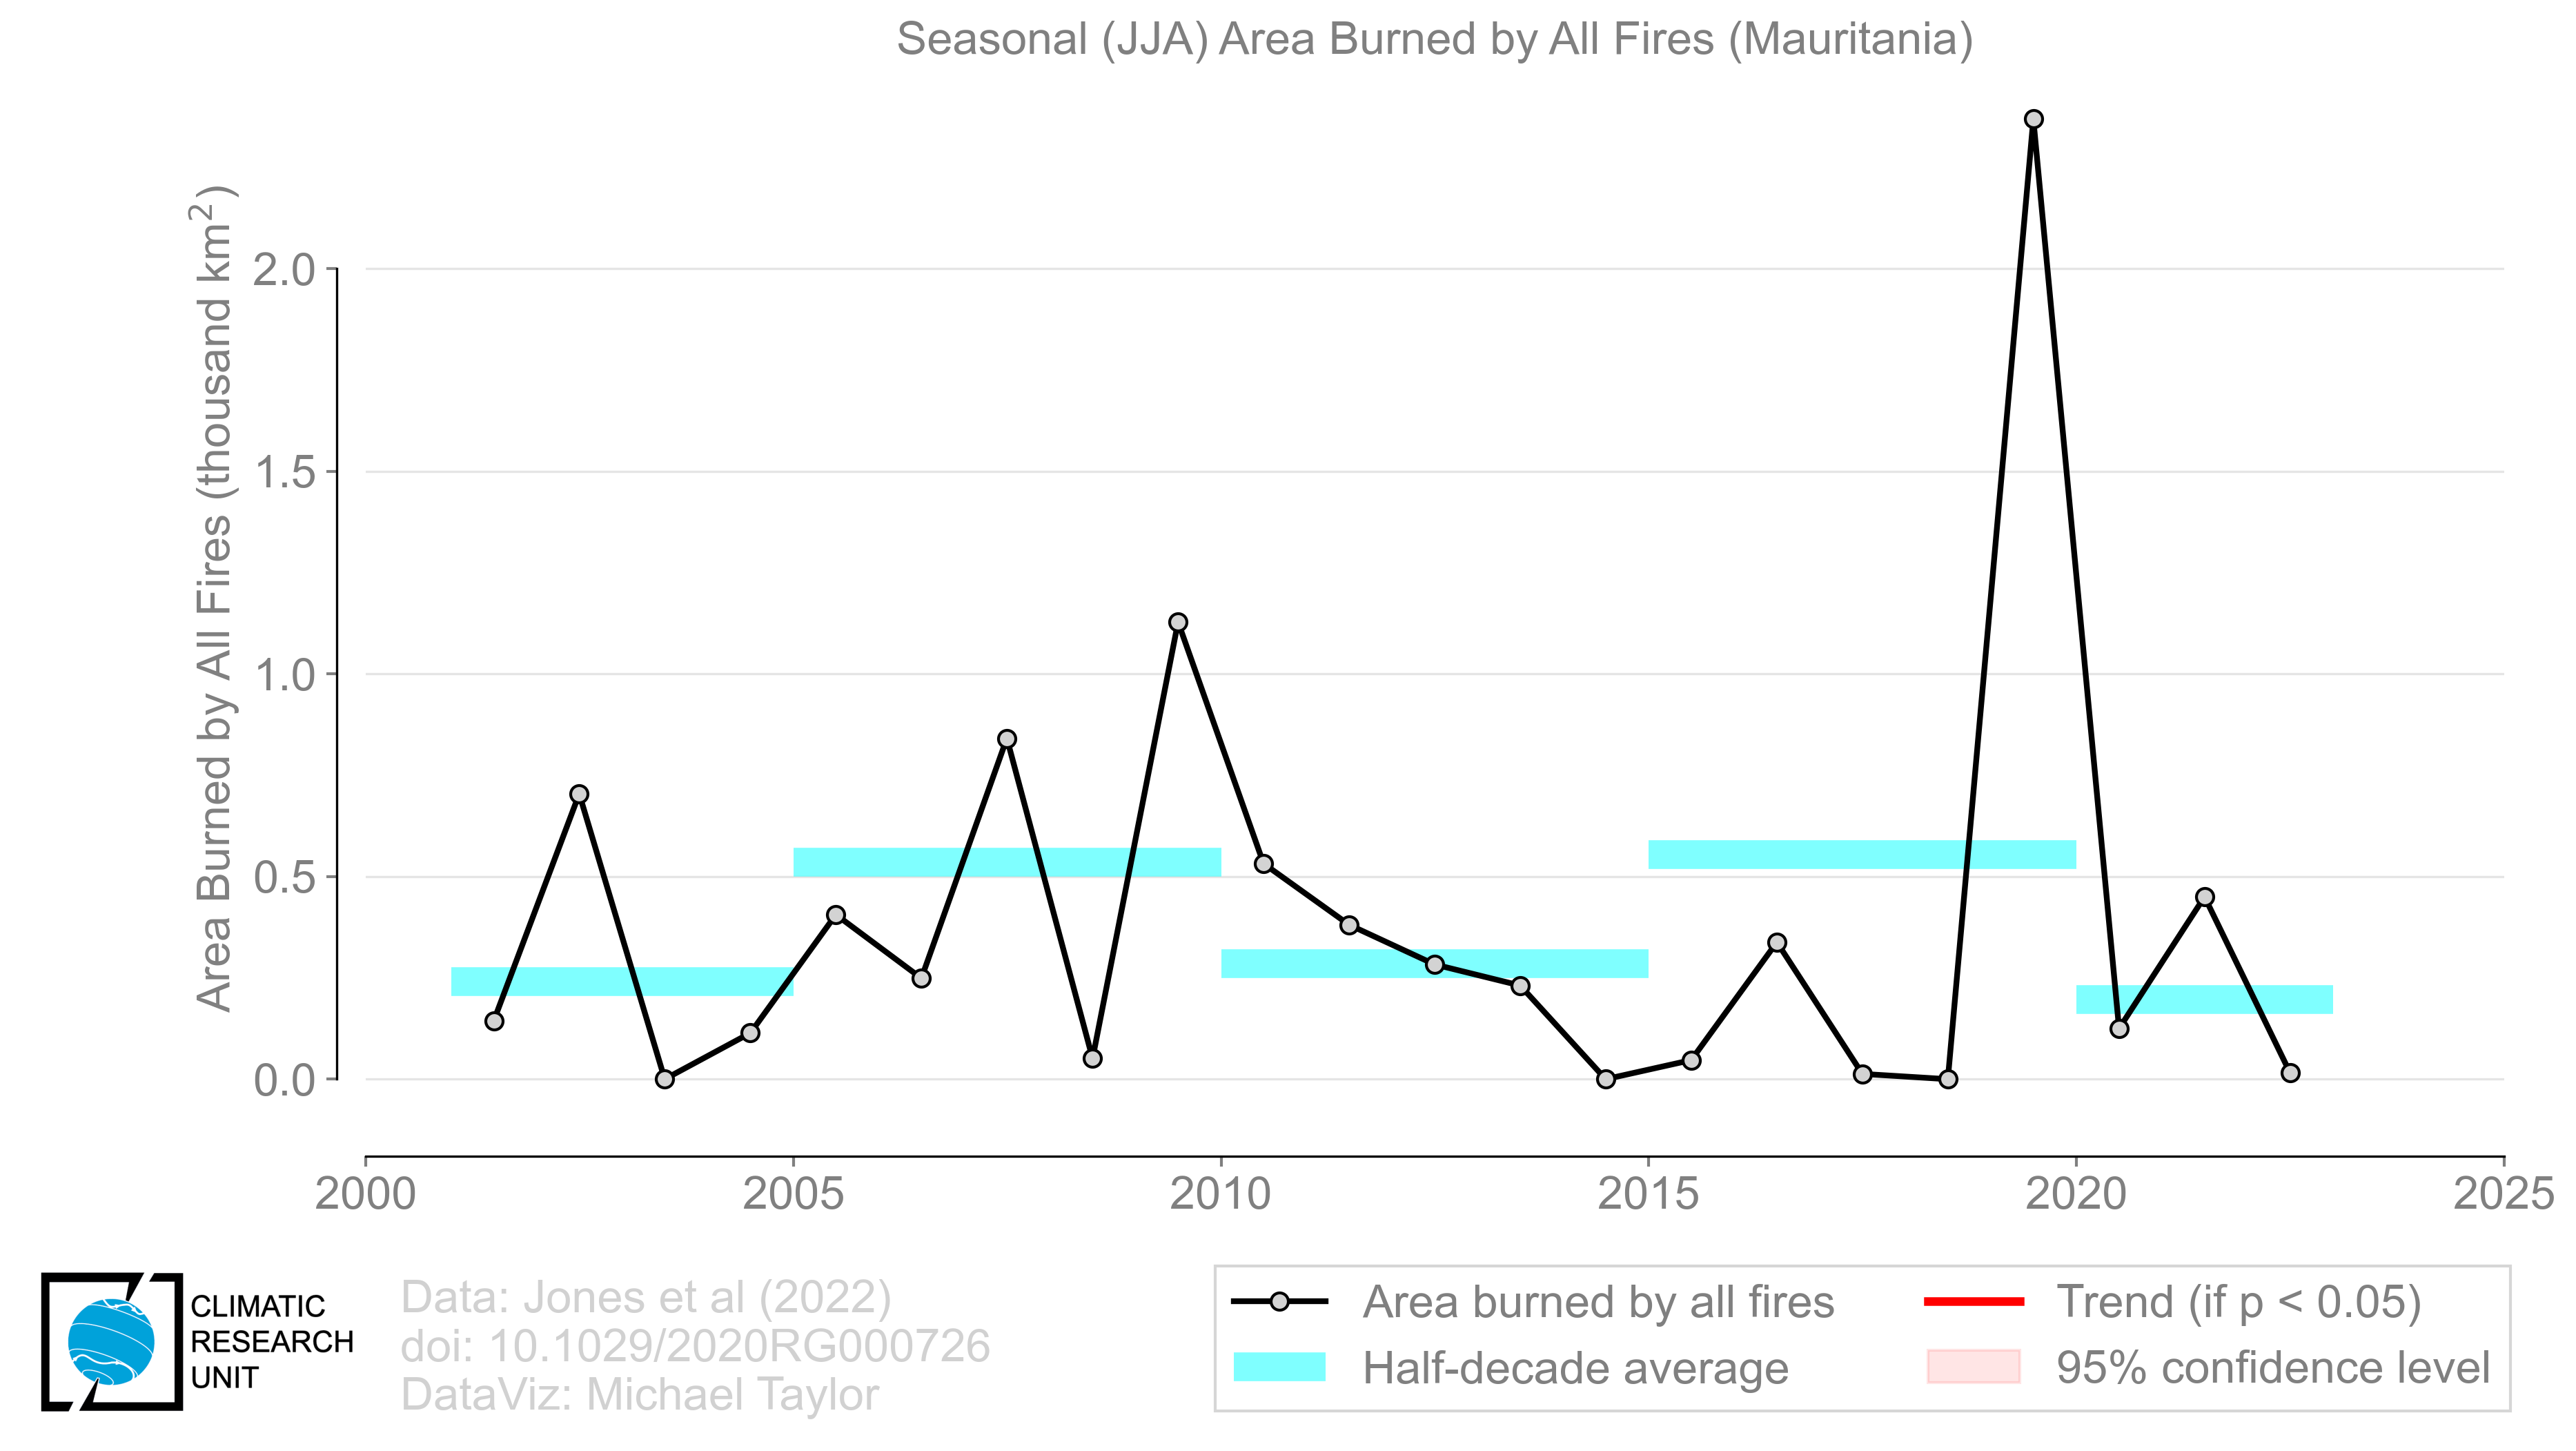 Seasonal (JJA) Area Burned by All Fires (Mauritania)
Area Burned by All Fires (thousand km²)
2.0
1.5
1.0
0.5
0.0
2000 2005 2010 2015 2020 2025
CLIMATIC
RESEARCH
UNIT
Data: Jones et al (2022)
doi: 10.1029/2020RG000726
DataViz: Michael Taylor
Area burned by all fires
Half-decade average
Trend (if p < 0.05)
95% confidence level